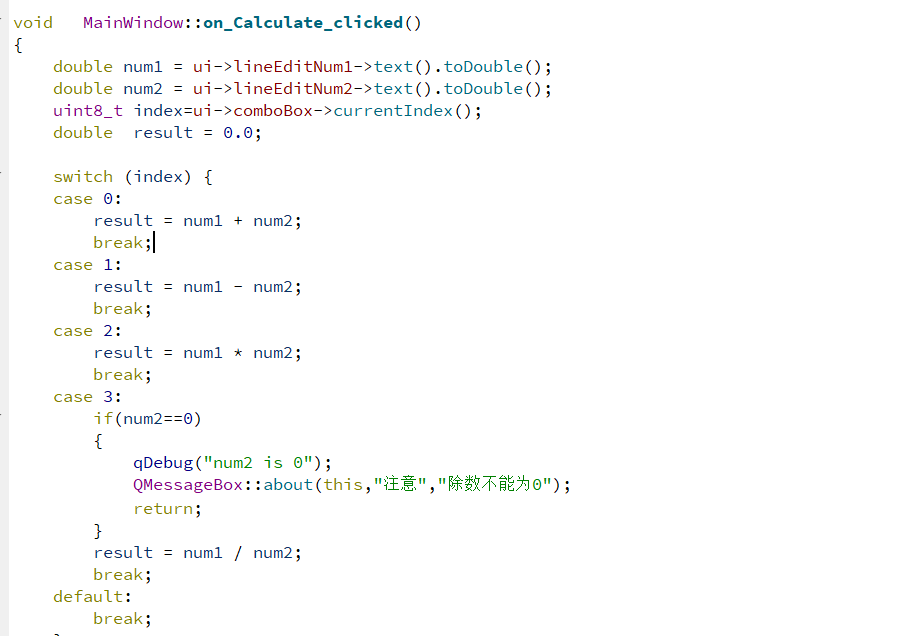 void   MainWindow::on_Calculate_clicked()
{
    double num1 = ui->lineEditNum1->text().toDouble();
    double num2 = ui->lineEditNum2->text().toDouble();
    uint8_t index=ui->comboBox->currentIndex();
    double  result = 0.0;

    switch (index) {
    case 0:
        result = num1 + num2;
        break;
    case 1:
        result = num1 - num2;
        break;
    case 2:
        result = num1 * num2;
        break;
    case 3:
        if(num2==0)
        {
            qDebug("num2 is 0");
            QMessageBox::about(this,"注意","除数不能为0");
            return;
        }
        result = num1 / num2;
        break;
    default:
        break;